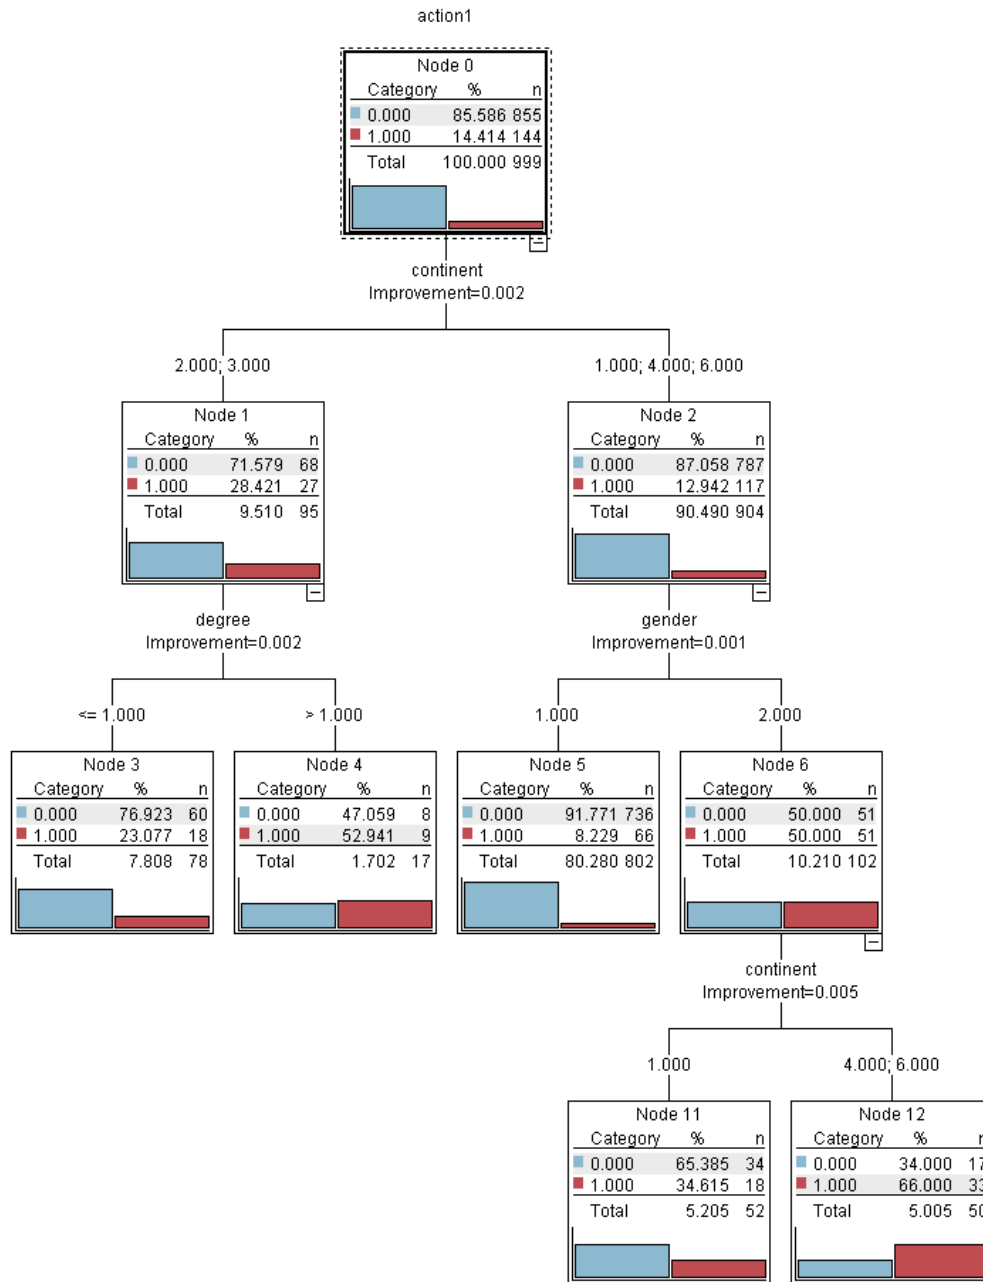 action1
Node 0
Category % n
0.000 85.586 855
1.000 14.414 144
Total 100.000 999
continent
Improvement=0.002
2.000; 3.000
1.000; 4.000; 6.000
Node 1
Category % n
0.000 71.579 68
1.000 28.421 27
Total 9.510 95
Node 2
Category % n
0.000 87.058 787
1.000 12.942 117
Total 90.490 904
degree
Improvement=0.002
gender
Improvement=0.001
<= 1.000
> 1.000
1.000
2.000
Node 3
Category % n
0.000 76.923 60
1.000 23.077 18
Total 7.808 78
Node 4
Category % n
0.000 47.059 8
1.000 52.941 9
Total 1.702 17
Node 5
Category % n
0.000 91.771 736
1.000 8.229 66
Total 80.280 802
Node 6
Category % n
0.000 50.000 51
1.000 50.000 51
Total 10.210 102
continent
Improvement=0.005
1.000
4.000; 6.000
Node 11
Category % n
0.000 65.385 34
1.000 34.615 18
Total 5.205 52
Node 12
Category % n
0.000 34.000 17
1.000 66.000 33
Total 5.005 50